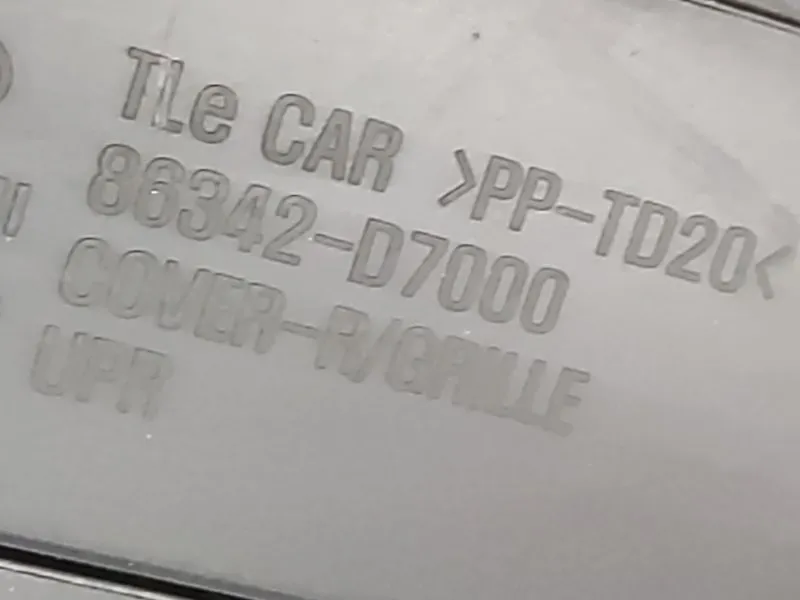 TLe CAR >PP-TD20<
86342-D7000
COVER-R/GRILLE
UPR